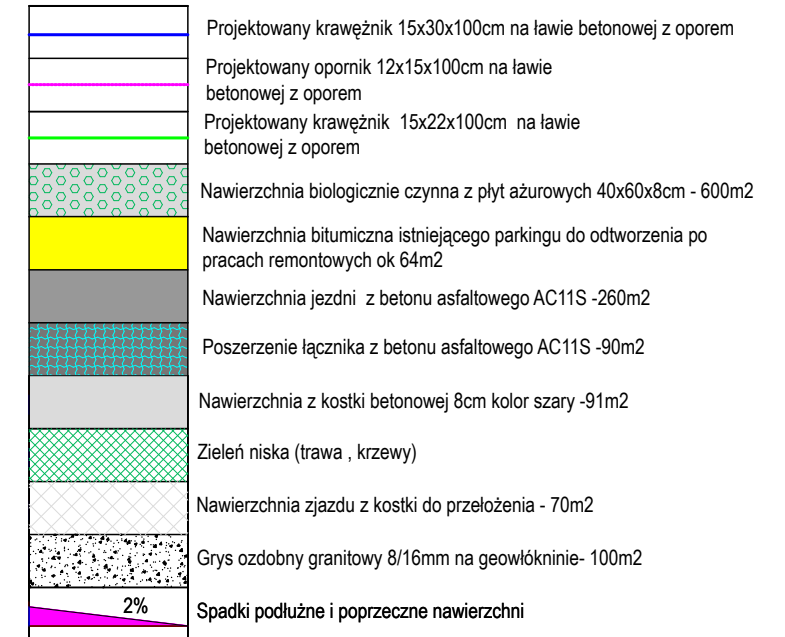 Projektowany krawężnik 15x30x100cm na ławie betonowej z oporem
Projektowany opornik 12x15x100cm na ławie
betonowej z oporem
Projektowany krawężnik 15x22x100cm na ławie
betonowej z oporem
Nawierzchnia biologicznie czynna z płyt ażurowych 40x60x8cm - 600m2
Nawierzchnia bitumiczna istniejącego parkingu do odtworzenia po
pracach remontowych ok 64m2
Nawierzchnia jezdni z betonu asfaltowego AC11S -260m2
Poszerzenie łącznika z betonu asfaltowego AC11S -90m2
Nawierzchnia z kostki betonowej 8cm kolor szary -91m2
Zieleń niska (trawa , krzewy)
Nawierzchnia zjazdu z kostki do przełożenia - 70m2
Grys ozdobny granitowy 8/16mm na geowłókninie- 100m2
2% Spadki podłużne i poprzeczne nawierzchni